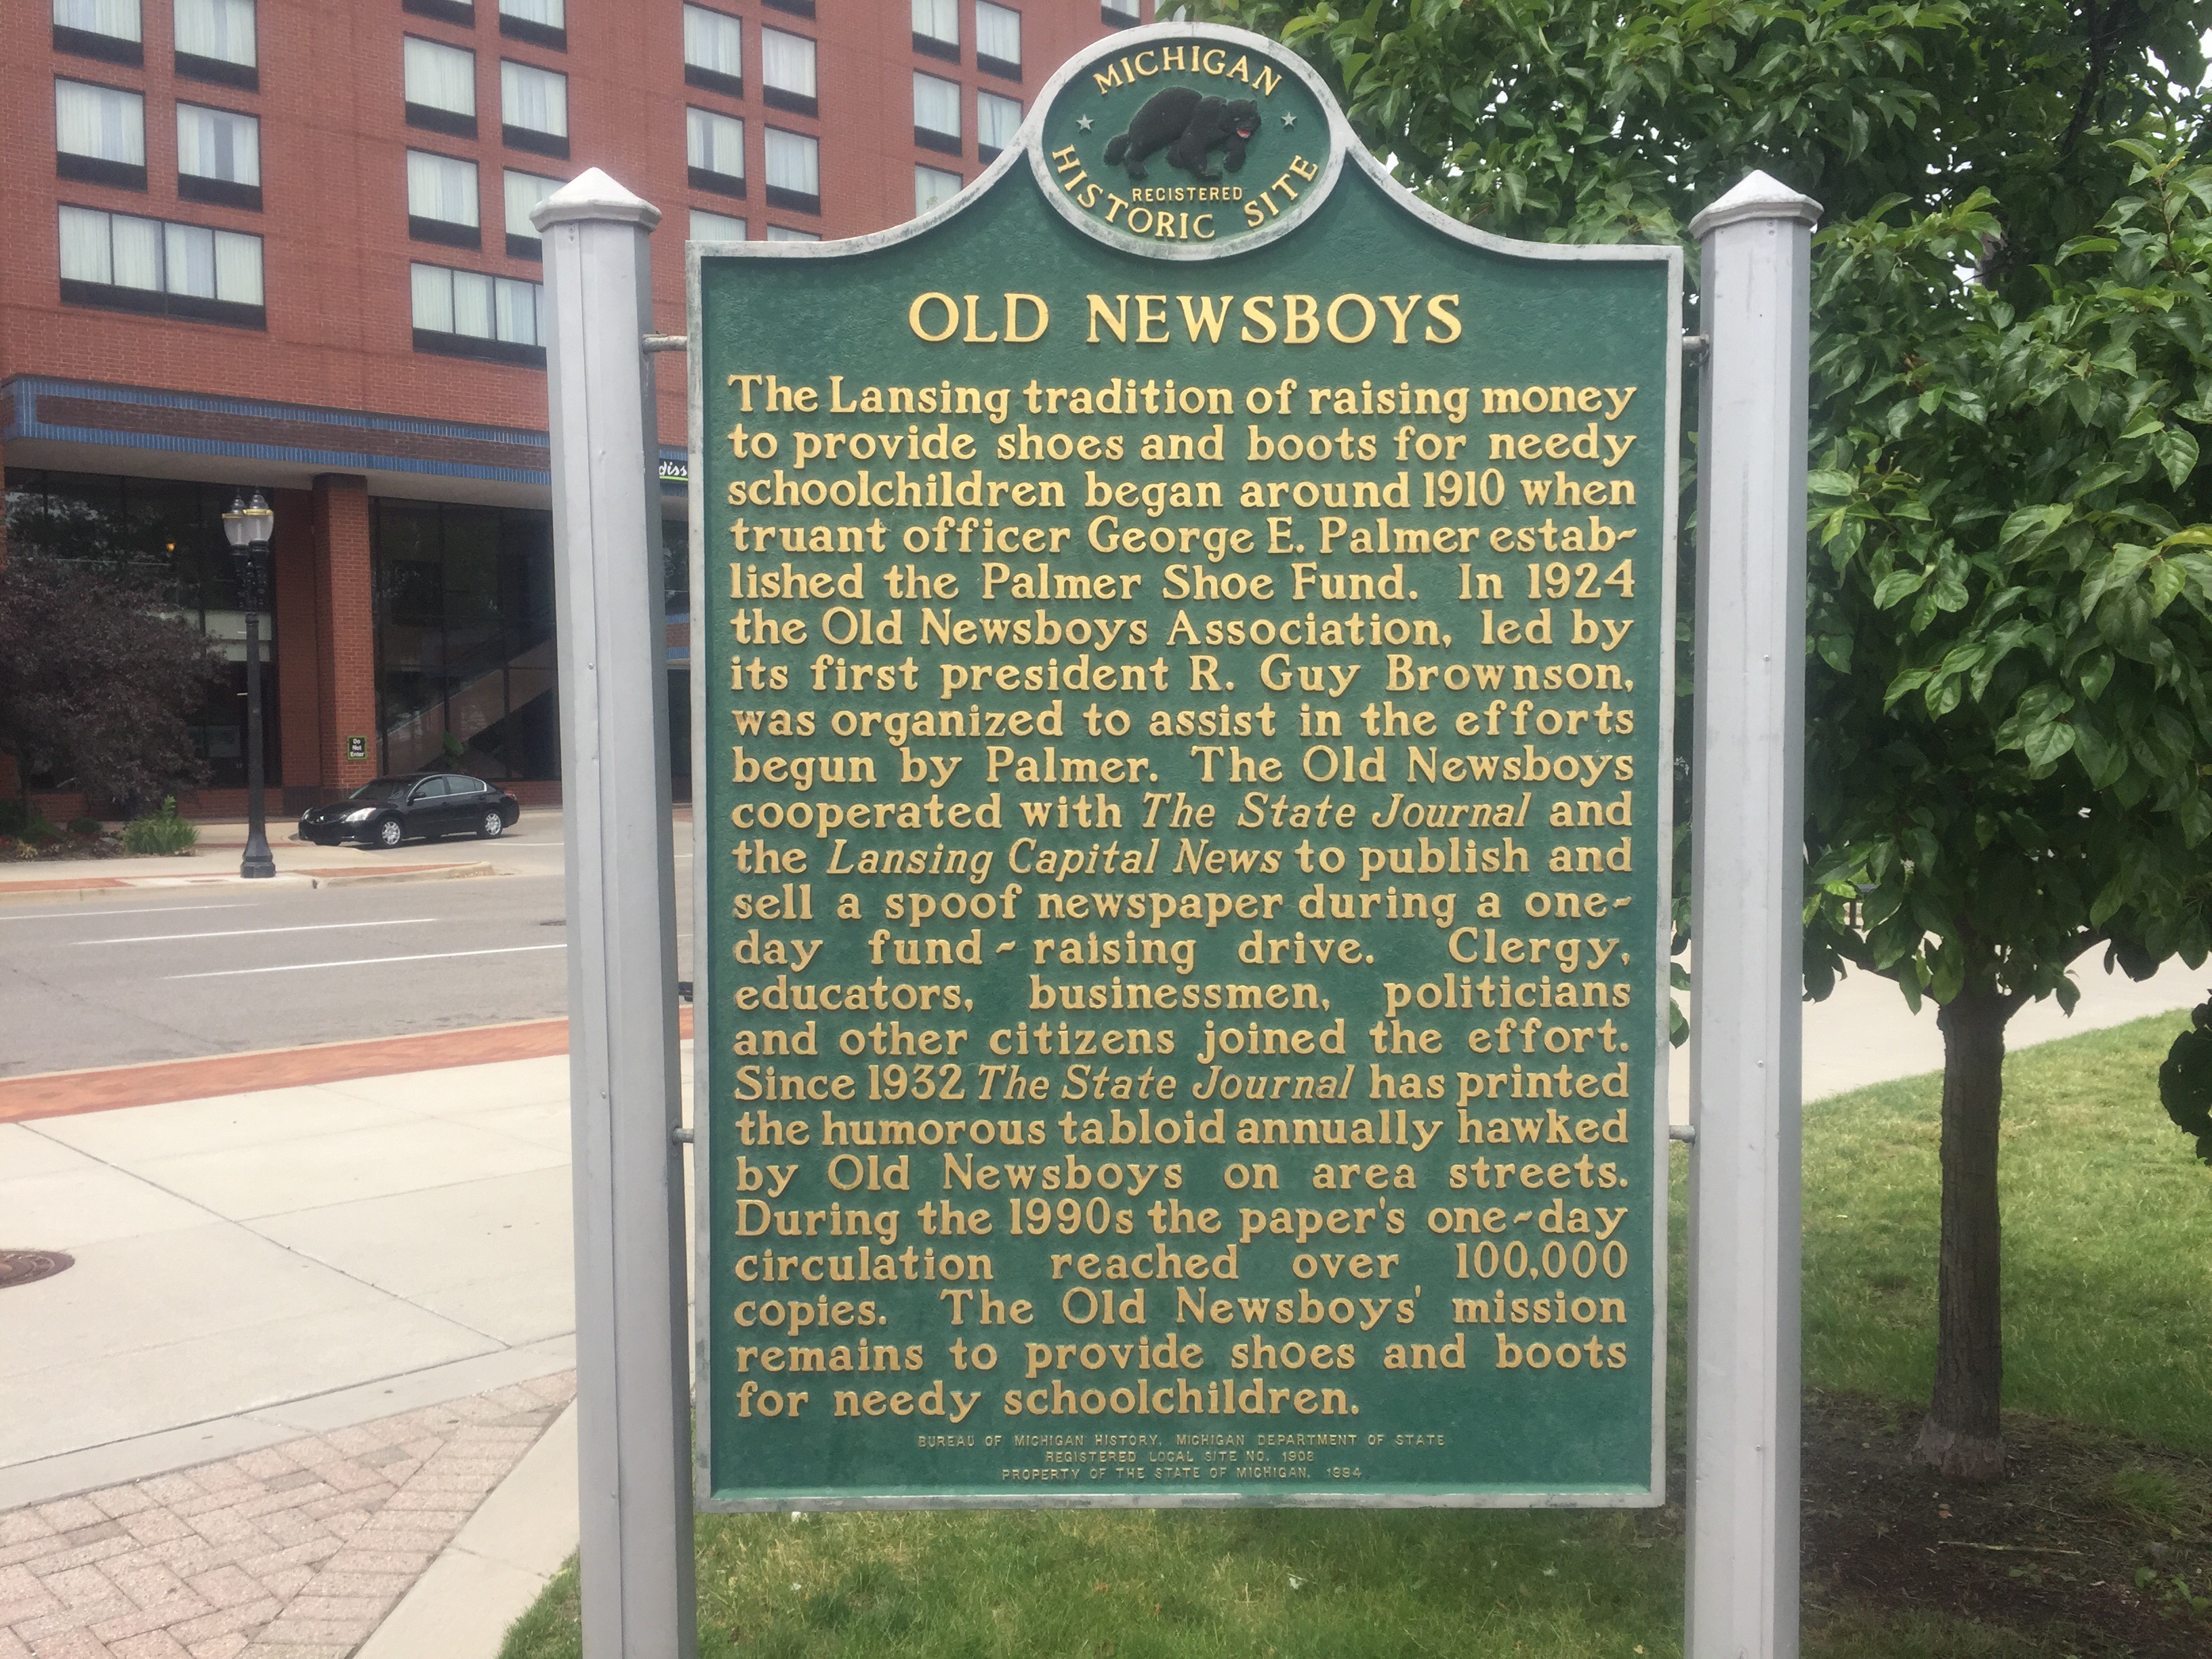 MICHIGAN
REGISTERED
HISTORIC SITE
OLD NEWSBOYS
The Lansing tradition of raising money
to provide shoes and boots for needy
schoolchildren began around 1910 when
truant officer George E. Palmer estab-
lished the Palmer Shoe Fund. In 1924
the Old Newsboys Association, led by
its first president R. Guy Brownson,
was organized to assist in the efforts
begun by Palmer. The Old Newsboys
cooperated with The State Journal and
the Lansing Capital News to publish and
sell a spoof newspaper during a one-
day fund-raising drive. Clergy,
educators, businessmen, politicians
and other citizens joined the effort.
Since 1932 The State Journal has printed
the humorous tabloid annually hawked
by Old Newsboys on area streets.
During the 1990s the paper's one-day
circulation reached over 100,000
copies. The Old Newsboys' mission
remains to provide shoes and boots
for needy schoolchildren.
BUREAU OF MICHIGAN HISTORY, MICHIGAN DEPARTMENT OF STATE
REGISTERED LOCAL SITE NO. 1908
PROPERTY OF THE STATE OF MICHIGAN, 1994
Do
Not
Enter